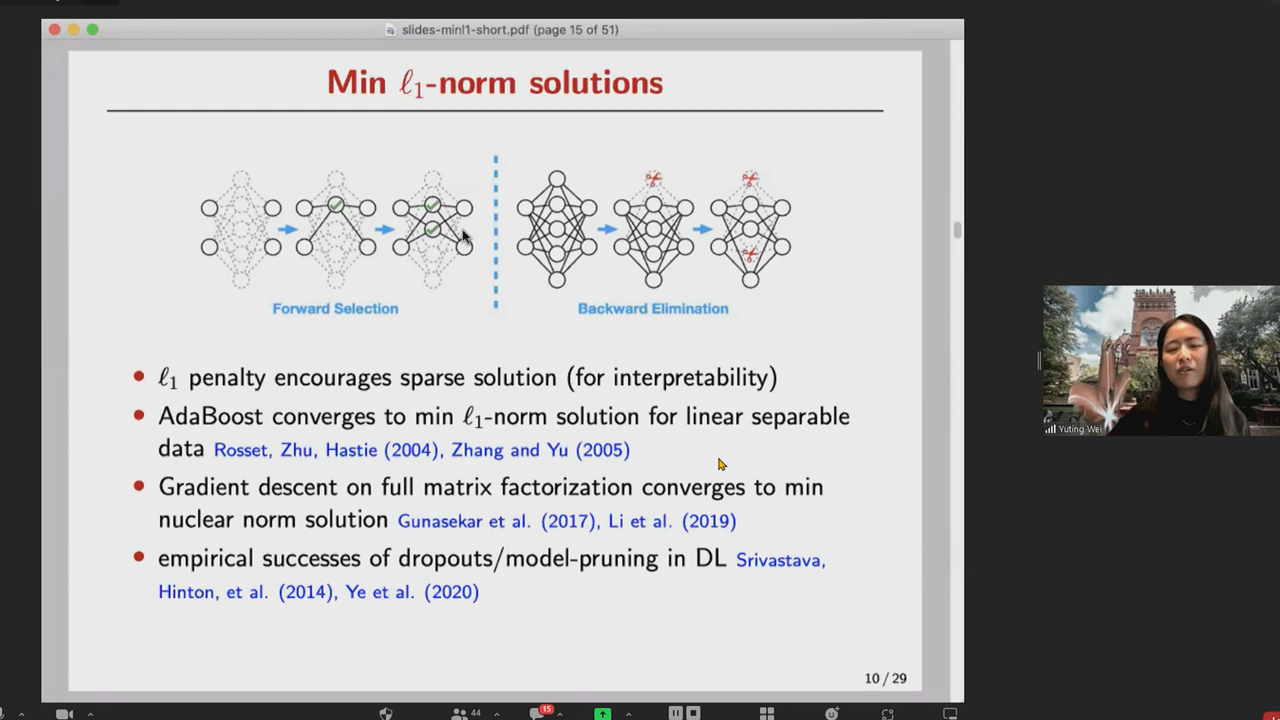 slides-minl1-short.pdf (page 15 of 51)
Min ℓ1-norm solutions
Forward Selection
Backward Elimination
• ℓ1 penalty encourages sparse solution (for interpretability)
• AdaBoost converges to min ℓ1-norm solution for linear separable
data Rosset, Zhu, Hastie (2004), Zhang and Yu (2005)
• Gradient descent on full matrix factorization converges to min
nuclear norm solution Gunasekar et al. (2017), Li et al. (2019)
• empirical successes of dropouts/model-pruning in DL Srivastava,
Hinton, et al. (2014), Ye et al. (2020)
10 / 29
Yuting Wei
44
15